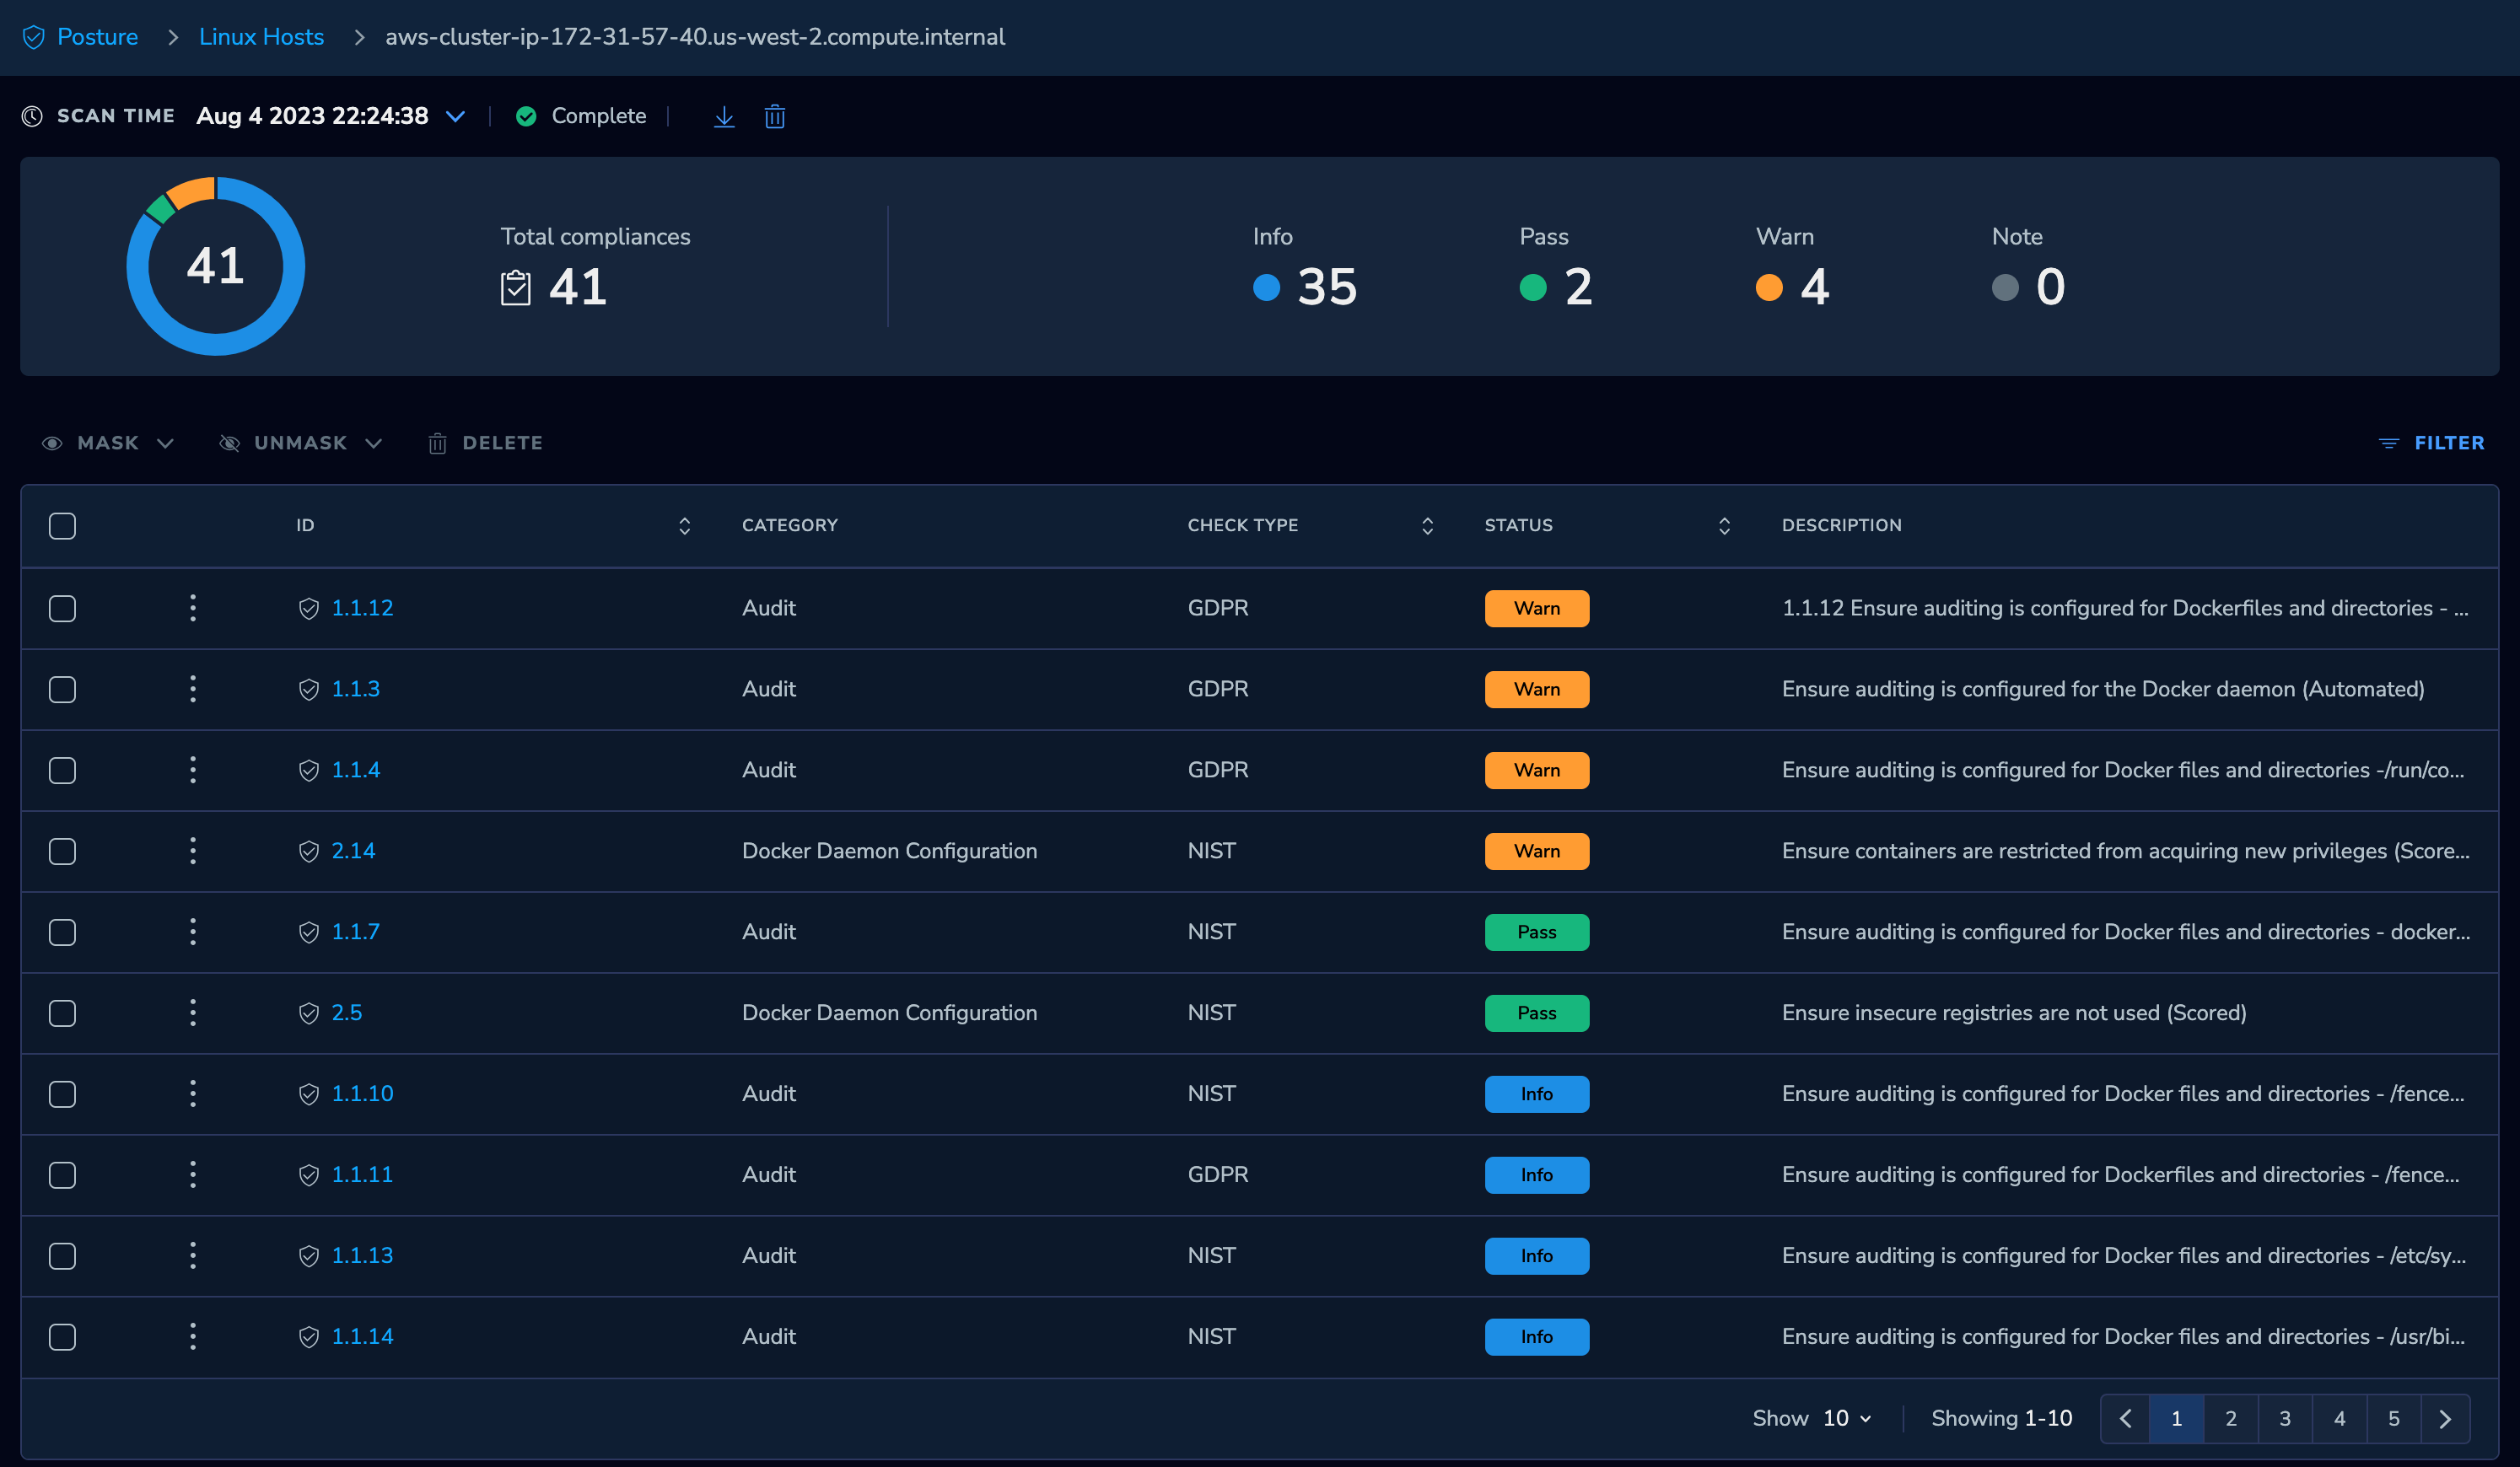 Posture > Linux Hosts > aws-cluster-ip-172-31-57-40.us-west-2.compute.internal
SCAN TIME Aug 4 2023 22:24:38 Complete
41
Total compliances
41
Info Pass Warn Note
35 2 4 0
MASK UNMASK DELETE FILTER
ID CATEGORY CHECK TYPE STATUS DESCRIPTION
1.1.12 Audit GDPR Warn 1.1.12 Ensure auditing is configured for Dockerfiles and directories - ...
1.1.3 Audit GDPR Warn Ensure auditing is configured for the Docker daemon (Automated)
1.1.4 Audit GDPR Warn Ensure auditing is configured for Docker files and directories -/run/co...
2.14 Docker Daemon Configuration NIST Warn Ensure containers are restricted from acquiring new privileges (Score...
1.1.7 Audit NIST Pass Ensure auditing is configured for Docker files and directories - docker...
2.5 Docker Daemon Configuration NIST Pass Ensure insecure registries are not used (Scored)
1.1.10 Audit NIST Info Ensure auditing is configured for Docker files and directories - /fence...
1.1.11 Audit GDPR Info Ensure auditing is configured for Dockerfiles and directories - /fence...
1.1.13 Audit NIST Info Ensure auditing is configured for Docker files and directories - /etc/sy...
1.1.14 Audit NIST Info Ensure auditing is configured for Docker files and directories - /usr/bi...
Show 10 Showing 1-10 1 2 3 4 5